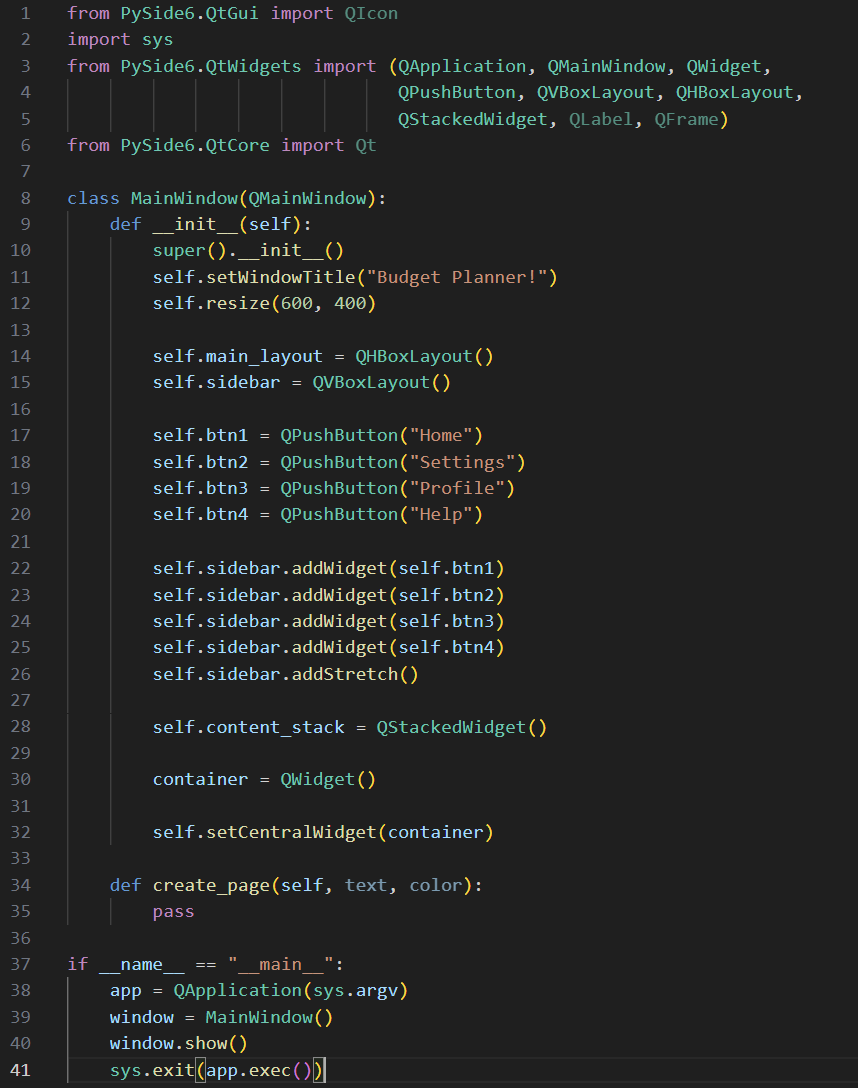 1 from PySide6.QtGui import QIcon
2 import sys
3 from PySide6.QtWidgets import (QApplication, QMainWindow, QWidget,
4                                QPushButton, QVBoxLayout, QHBoxLayout,
5                                QStackedWidget, QLabel, QFrame)
6 from PySide6.QtCore import Qt
7
8 class MainWindow(QMainWindow):
9     def __init__(self):
10         super().__init__()
11         self.setWindowTitle("Budget Planner!")
12         self.resize(600, 400)
13
14         self.main_layout = QHBoxLayout()
15         self.sidebar = QVBoxLayout()
16
17         self.btn1 = QPushButton("Home")
18         self.btn2 = QPushButton("Settings")
19         self.btn3 = QPushButton("Profile")
20         self.btn4 = QPushButton("Help")
21
22         self.sidebar.addWidget(self.btn1)
23         self.sidebar.addWidget(self.btn2)
24         self.sidebar.addWidget(self.btn3)
25         self.sidebar.addWidget(self.btn4)
26         self.sidebar.addStretch()
27
28         self.content_stack = QStackedWidget()
29
30         container = QWidget()
31
32         self.setCentralWidget(container)
33
34     def create_page(self, text, color):
35         pass
36
37 if __name__ == "__main__":
38     app = QApplication(sys.argv)
39     window = MainWindow()
40     window.show()
41     sys.exit(app.exec())